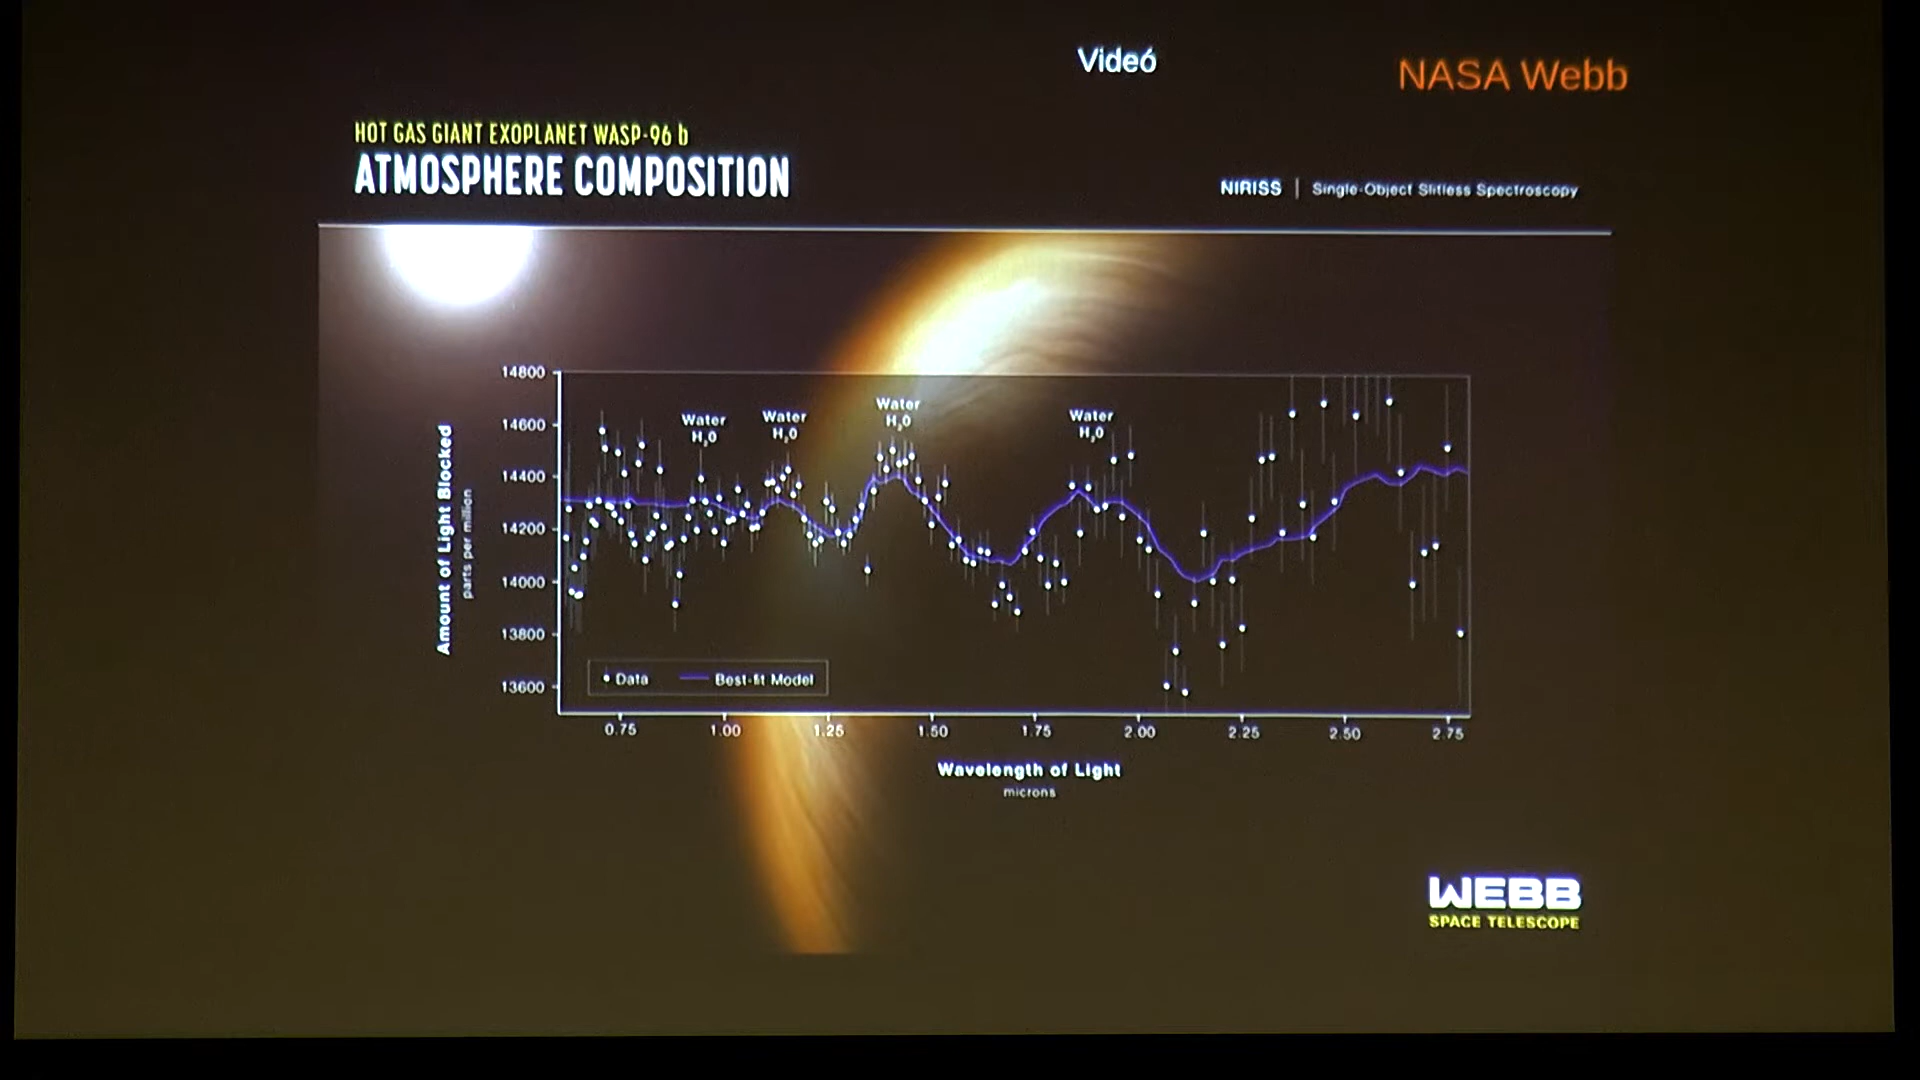 Videó
NASA Webb
HOT GAS GIANT EXOPLANET WASP-96 b
ATMOSPHERE COMPOSITION
NIRISS | Single-Object Slitless Spectroscopy
Water
H₂O
Water
H₂O
Water
H₂O
Water
H₂O
Amount of Light Blocked
parts per million
14800
14600
14400
14200
14000
13800
13600
Data
Best-fit Model
0.75
1.00
1.25
1.50
1.75
2.00
2.25
2.50
2.75
Wavelength of Light
microns
WEBB
SPACE TELESCOPE